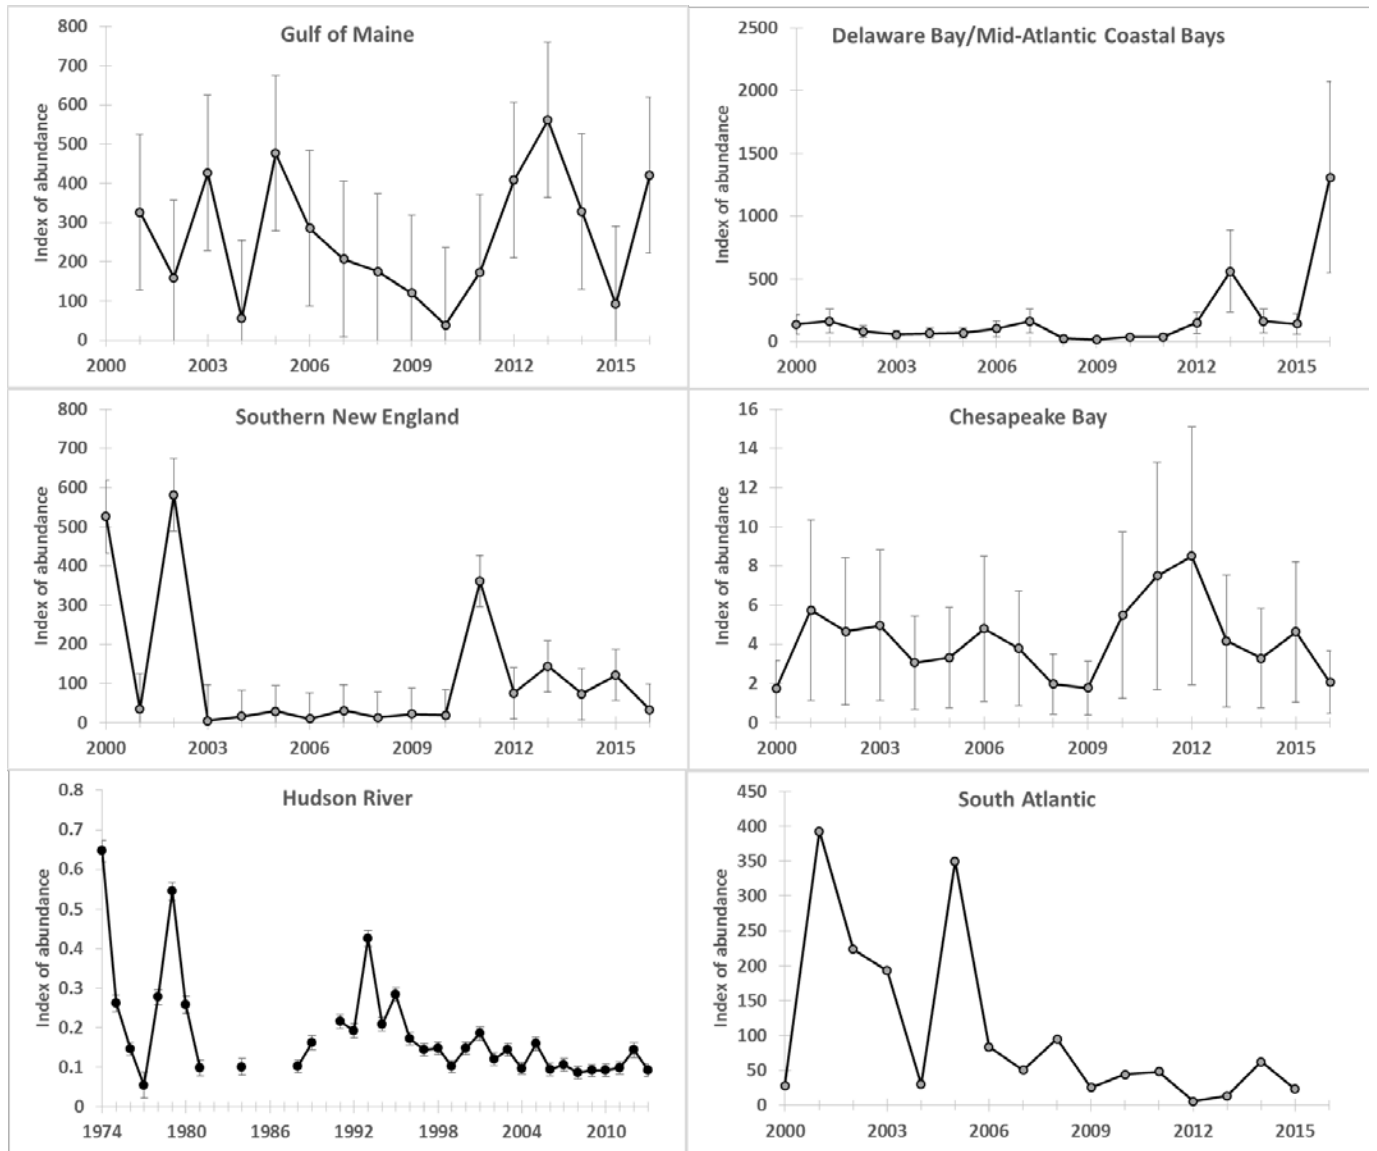 Gulf of Maine
Index of abundance
800
700
600
500
400
300
200
100
0
2000 2003 2006 2009 2012 2015
Delaware Bay/Mid-Atlantic Coastal Bays
Index of abundance
2500
2000
1500
1000
500
0
2000 2003 2006 2009 2012 2015
Southern New England
Index of abundance
800
700
600
500
400
300
200
100
0
2000 2003 2006 2009 2012 2015
Chesapeake Bay
Index of abundance
16
14
12
10
8
6
4
2
0
2000 2003 2006 2009 2012 2015
Hudson River
Index of abundance
0.8
0.7
0.6
0.5
0.4
0.3
0.2
0.1
0
1974 1980 1986 1992 1998 2004 2010
South Atlantic
Index of abundance
450
400
350
300
250
200
150
100
50
0
2000 2003 2006 2009 2012 2015